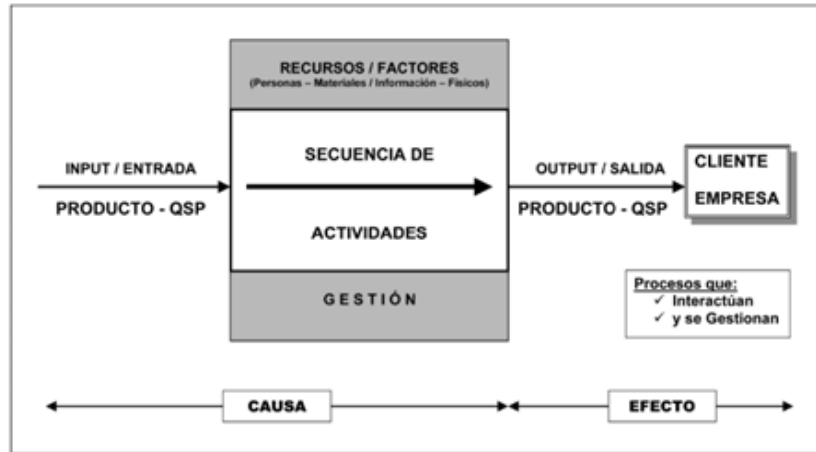 RECURSOS / FACTORES
(Personas – Materiales / Información – Físicos)
INPUT / ENTRADA
PRODUCTO - QSP
SECUENCIA DE
ACTIVIDADES
OUTPUT / SALIDA
PRODUCTO - QSP
CLIENTE
EMPRESA
GESTIÓN
Procesos que:
✓ Interactúan
✓ y se Gestionan
CAUSA
EFECTO